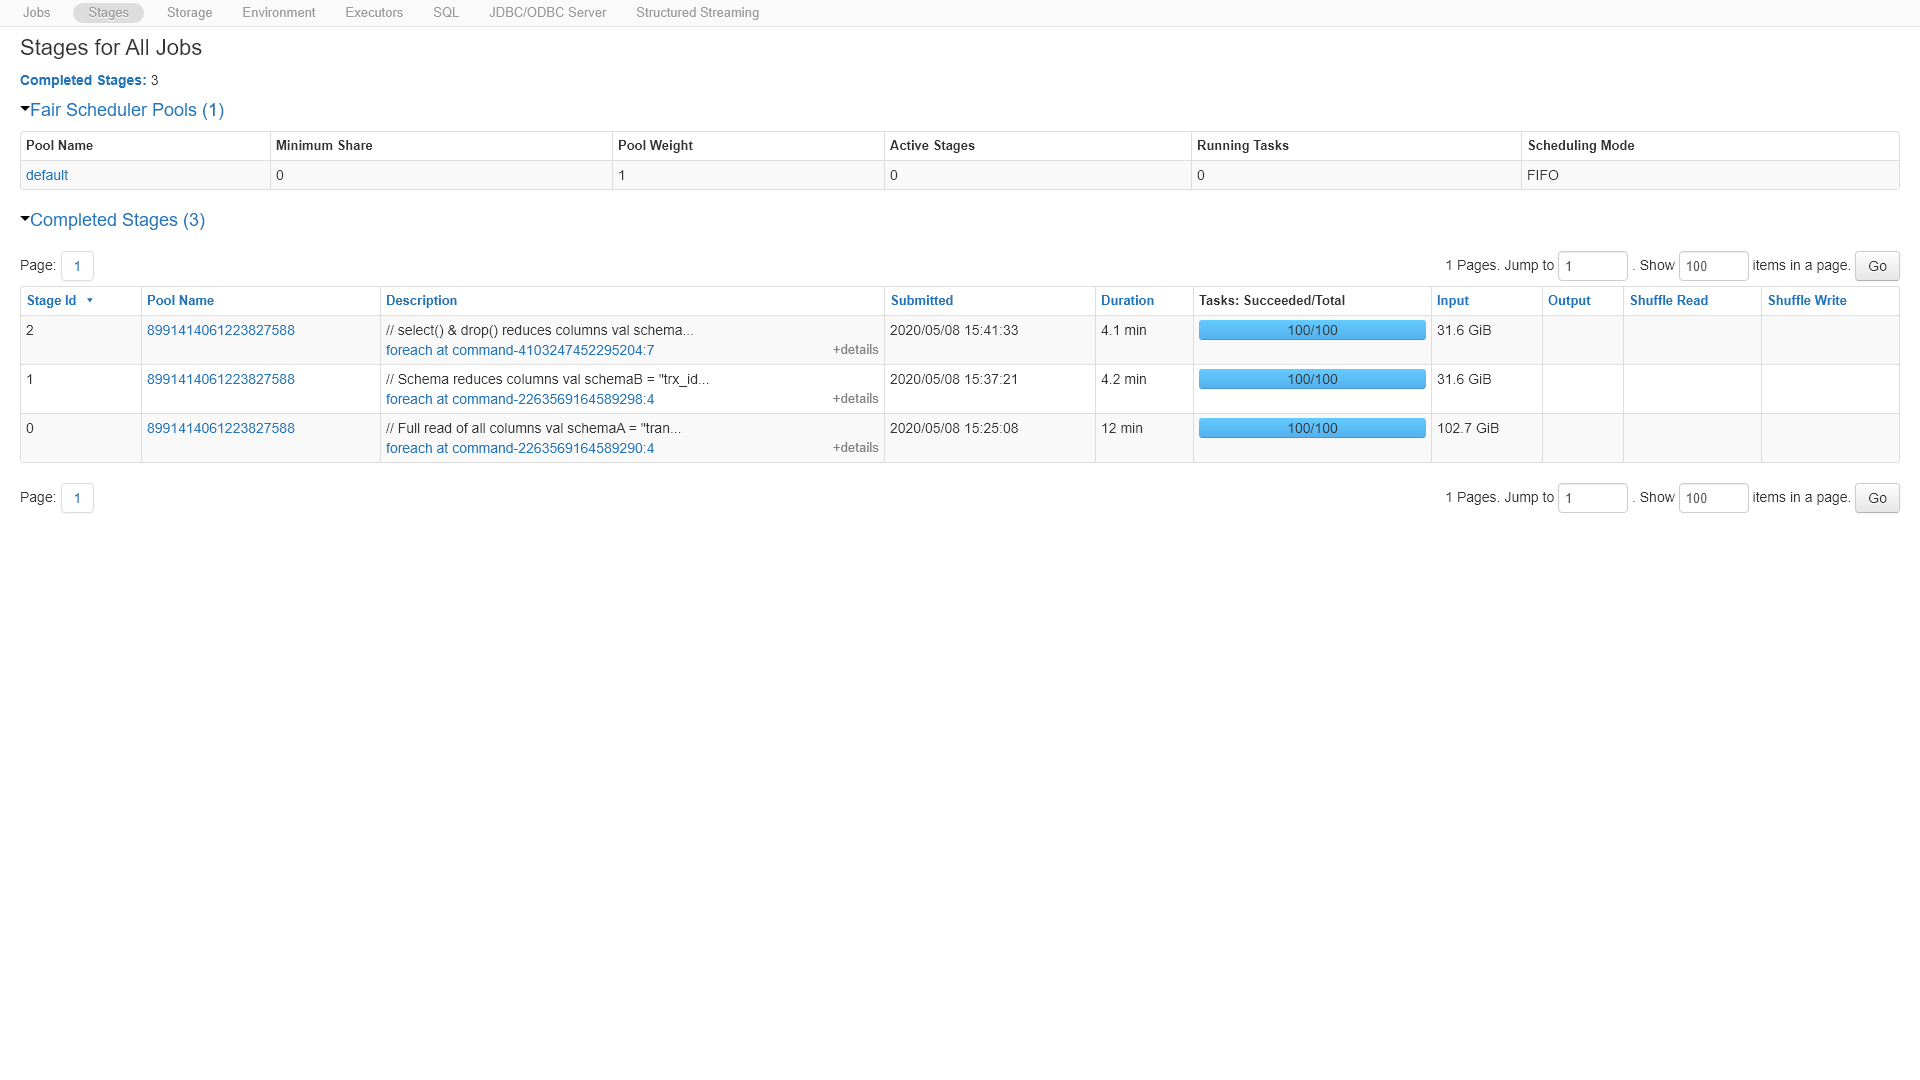 Jobs Stages Storage Environment Executors SQL JDBC/ODBC Server Structured Streaming
Stages for All Jobs
Completed Stages: 3
Fair Scheduler Pools (1)
Pool Name Minimum Share Pool Weight Active Stages Running Tasks Scheduling Mode
default 0 1 0 0 FIFO
Completed Stages (3)
Page: 1 1 Pages. Jump to 1 . Show 100 items in a page. Go
Stage Id ▾ Pool Name Description Submitted Duration Tasks: Succeeded/Total Input Output Shuffle Read Shuffle Write
2 8991414061223827588 // select() & drop() reduces columns val schema... 2020/05/08 15:41:33 4.1 min 100/100 31.6 GiB
foreach at command-4103247452295204:7 +details
1 8991414061223827588 // Schema reduces columns val schemaB = "trx_id... 2020/05/08 15:37:21 4.2 min 100/100 31.6 GiB
foreach at command-2263569164589298:4 +details
0 8991414061223827588 // Full read of all columns val schemaA = "tran... 2020/05/08 15:25:08 12 min 100/100 102.7 GiB
foreach at command-2263569164589290:4 +details
Page: 1 1 Pages. Jump to 1 . Show 100 items in a page. Go